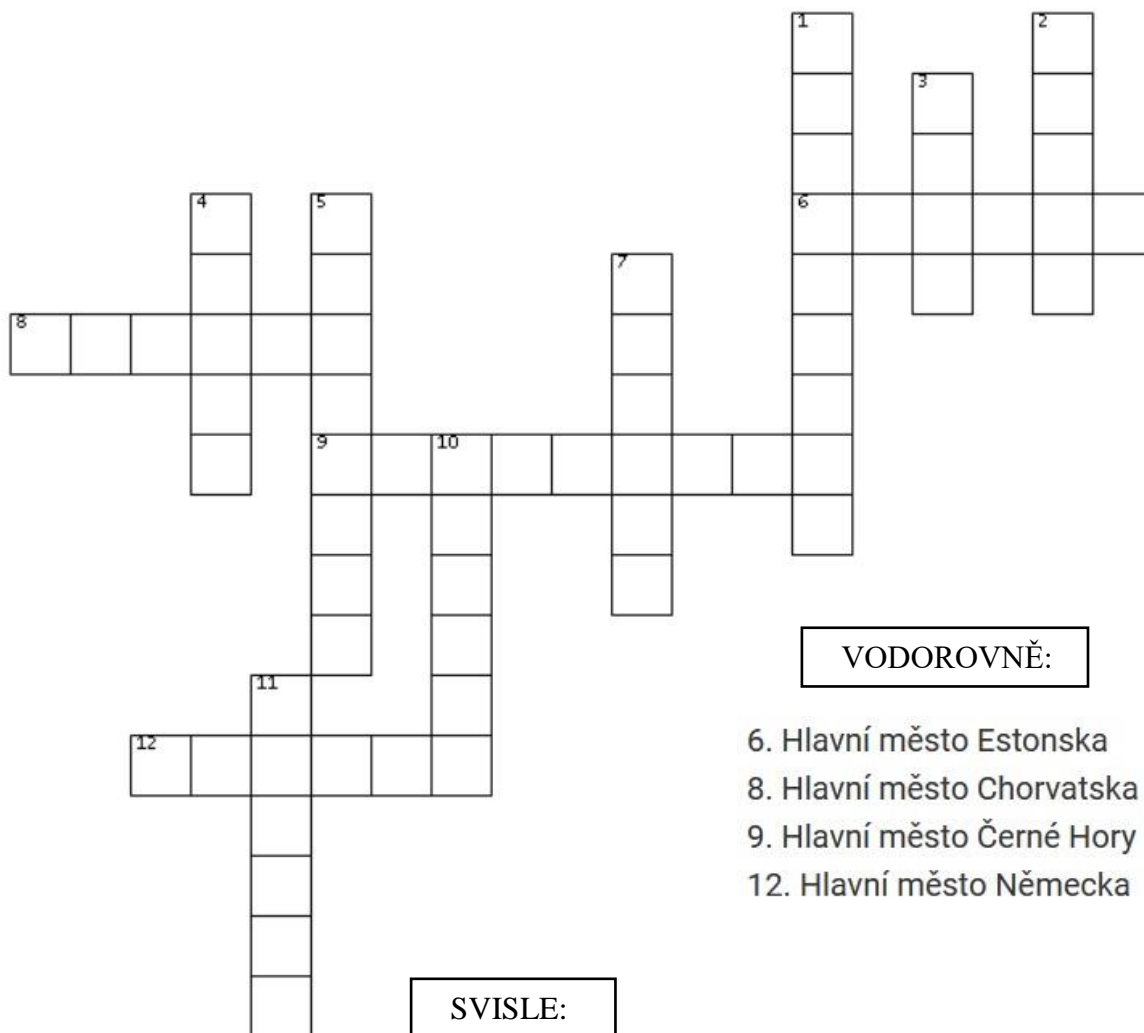 1 2
3
4 5 6
7
8
9 10
11
12
VODOROVNĚ:
6. Hlavní město Estonska
8. Hlavní město Chorvatska
9. Hlavní město Černé Hory
12. Hlavní město Německa
SVISLE: